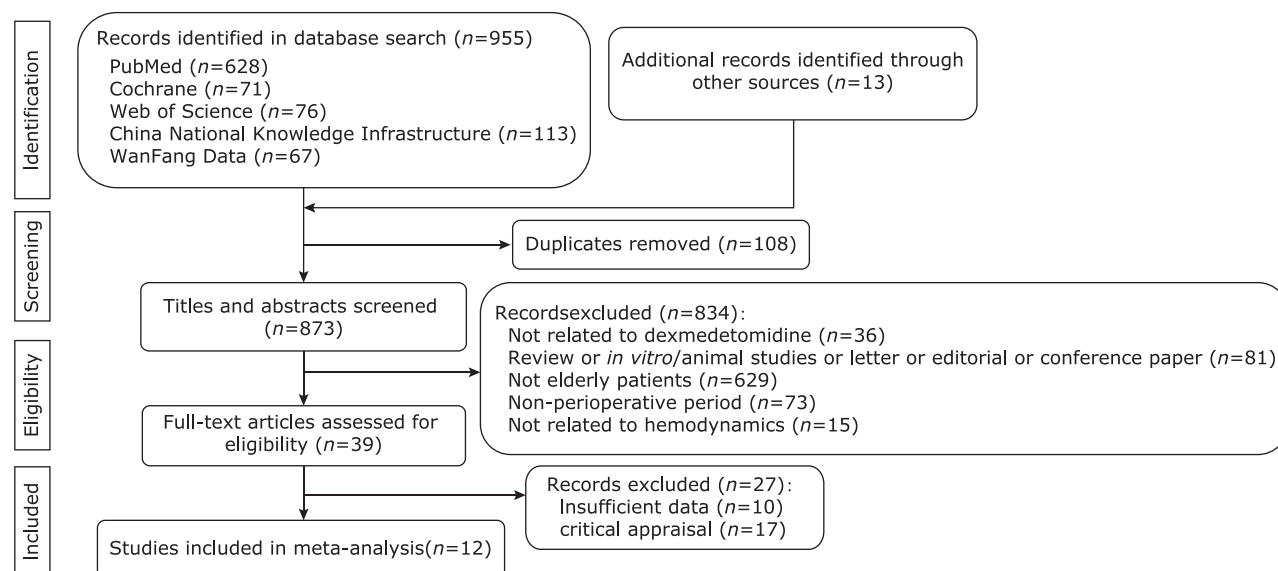 Identification
Records identified in database search (n=955)
PubMed (n=628)
Cochrane (n=71)
Web of Science (n=76)
China National Knowledge Infrastructure (n=113)
WanFang Data (n=67)
Additional records identified through
other sources (n=13)
Screening
Duplicates removed (n=108)
Titles and abstracts screened
(n=873)
Recordsexcluded (n=834):
Not related to dexmedetomidine (n=36)
Review or in vitro/animal studies or letter or editorial or conference paper (n=81)
Not elderly patients (n=629)
Non-perioperative period (n=73)
Not related to hemodynamics (n=15)
Eligibility
Full-text articles assessed for
eligibility (n=39)
Included
Records excluded (n=27):
Insufficient data (n=10)
critical appraisal (n=17)
Studies included in meta-analysis(n=12)